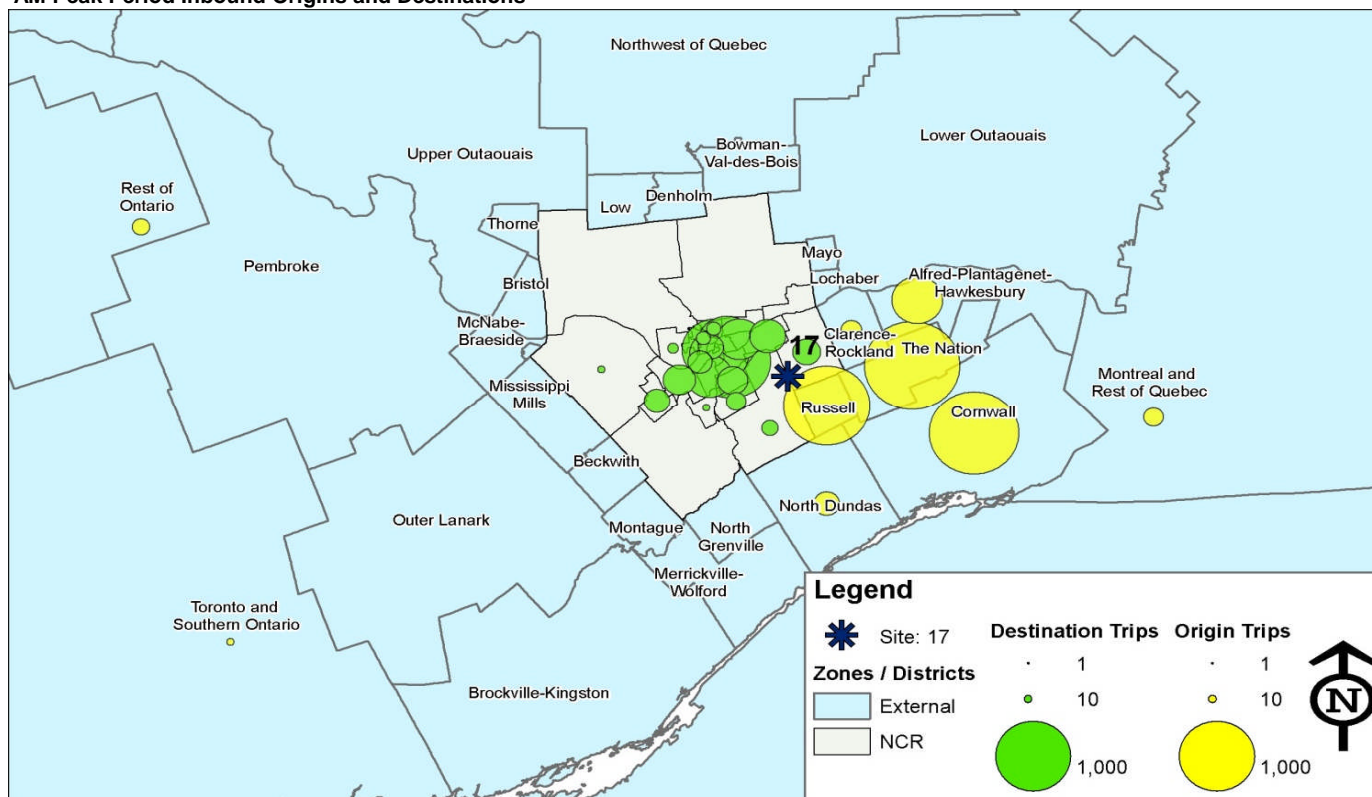 AM Peak Period Inbound Origins and Destinations
Northwest of Quebec
Lower Outaouais
Upper Outaouais
Bowman-
Val-des-Bois
Rest of
Ontario
Denholm
Low
Thorne
Mayo
Pembroke
Lochaber
Alfred-Plantagenet-
Hawkesbury
Bristol
McNabe-
Braeside
17
Clarence-
Rockland
The Nation
Mississippi
Mills
Montreal and
Rest of Quebec
Russell
Cornwall
Beckwith
North Dundas
Outer Lanark
Montague
North
Grenville
Merrickville-
Wolford
Toronto and
Southern Ontario
Brockville-Kingston
Legend
Site: 17
Zones / Districts
External
NCR
Destination Trips
1
10
1,000
Origin Trips
1
10
1,000
N